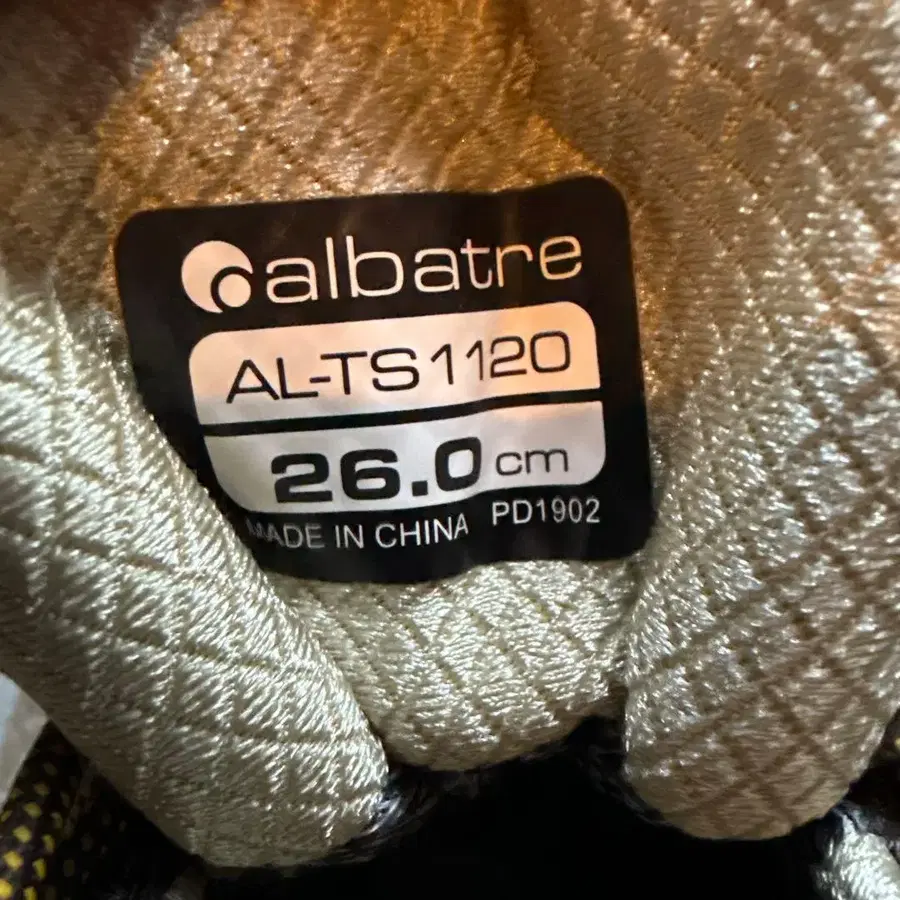 albatre
AL-TS1120
26.0cm
MADE IN CHINA PD1902